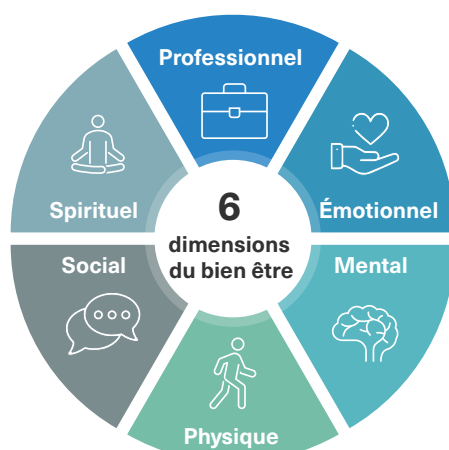 Professionnel
Émotionnel
Mental
Physique
Social
Spirituel
6
dimensions
du bien être